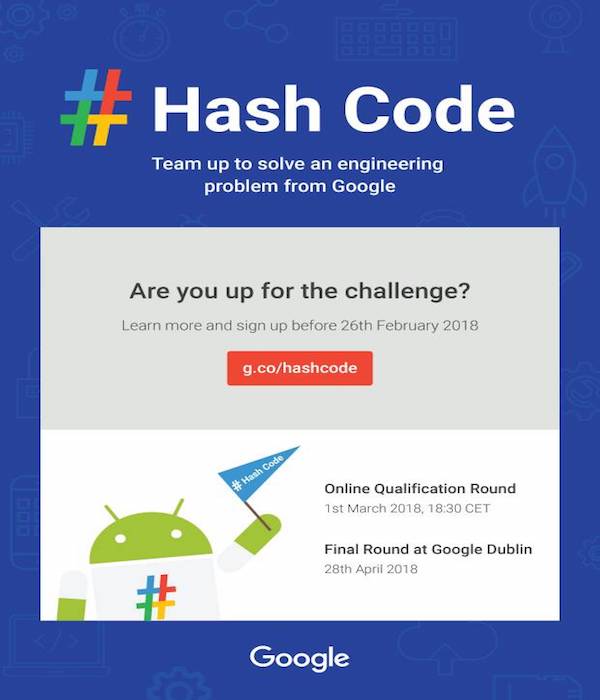 # Hash Code
Team up to solve an engineering
problem from Google
Are you up for the challenge?
Learn more and sign up before 26th February 2018
g.co/hashcode
# Hash Code
Online Qualification Round
1st March 2018, 18:30 CET
Final Round at Google Dublin
28th April 2018
#
Google